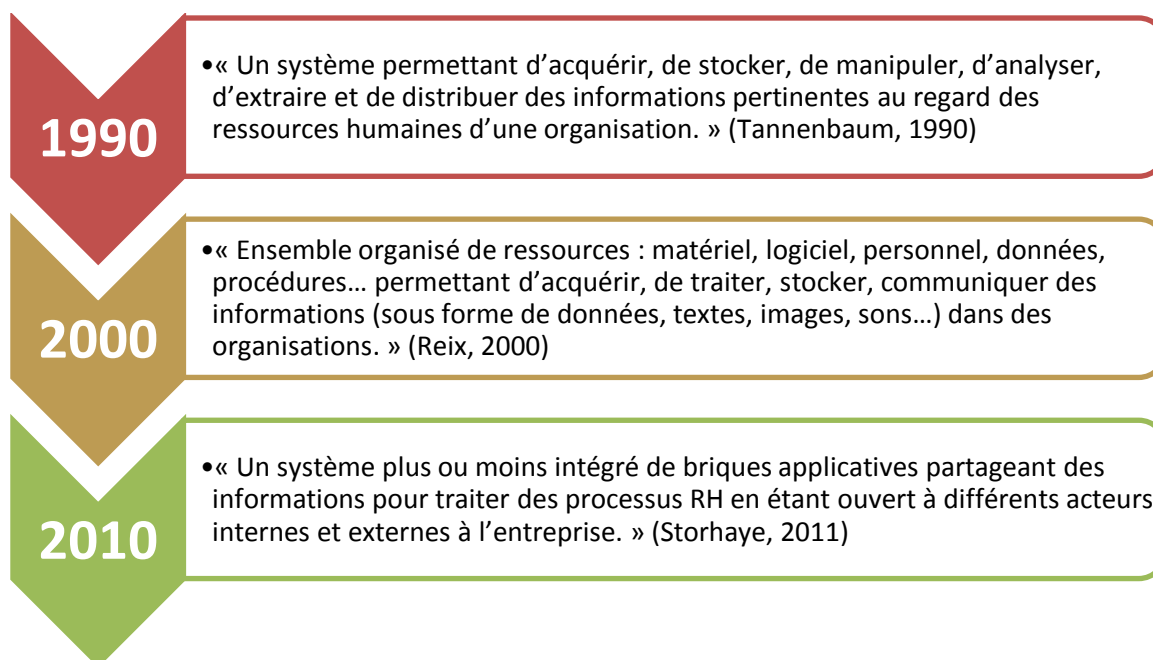 1990
•« Un système permettant d’acquérir, de stocker, de manipuler, d’analyser,
d’extraire et de distribuer des informations pertinentes au regard des
ressources humaines d’une organisation. » (Tannenbaum, 1990)
2000
•« Ensemble organisé de ressources : matériel, logiciel, personnel, données,
procédures… permettant d’acquérir, de traiter, stocker, communiquer des
informations (sous forme de données, textes, images, sons…) dans des
organisations. » (Reix, 2000)
2010
•« Un système plus ou moins intégré de briques applicatives partageant des
informations pour traiter des processus RH en étant ouvert à différents acteurs
internes et externes à l’entreprise. » (Storhaye, 2011)